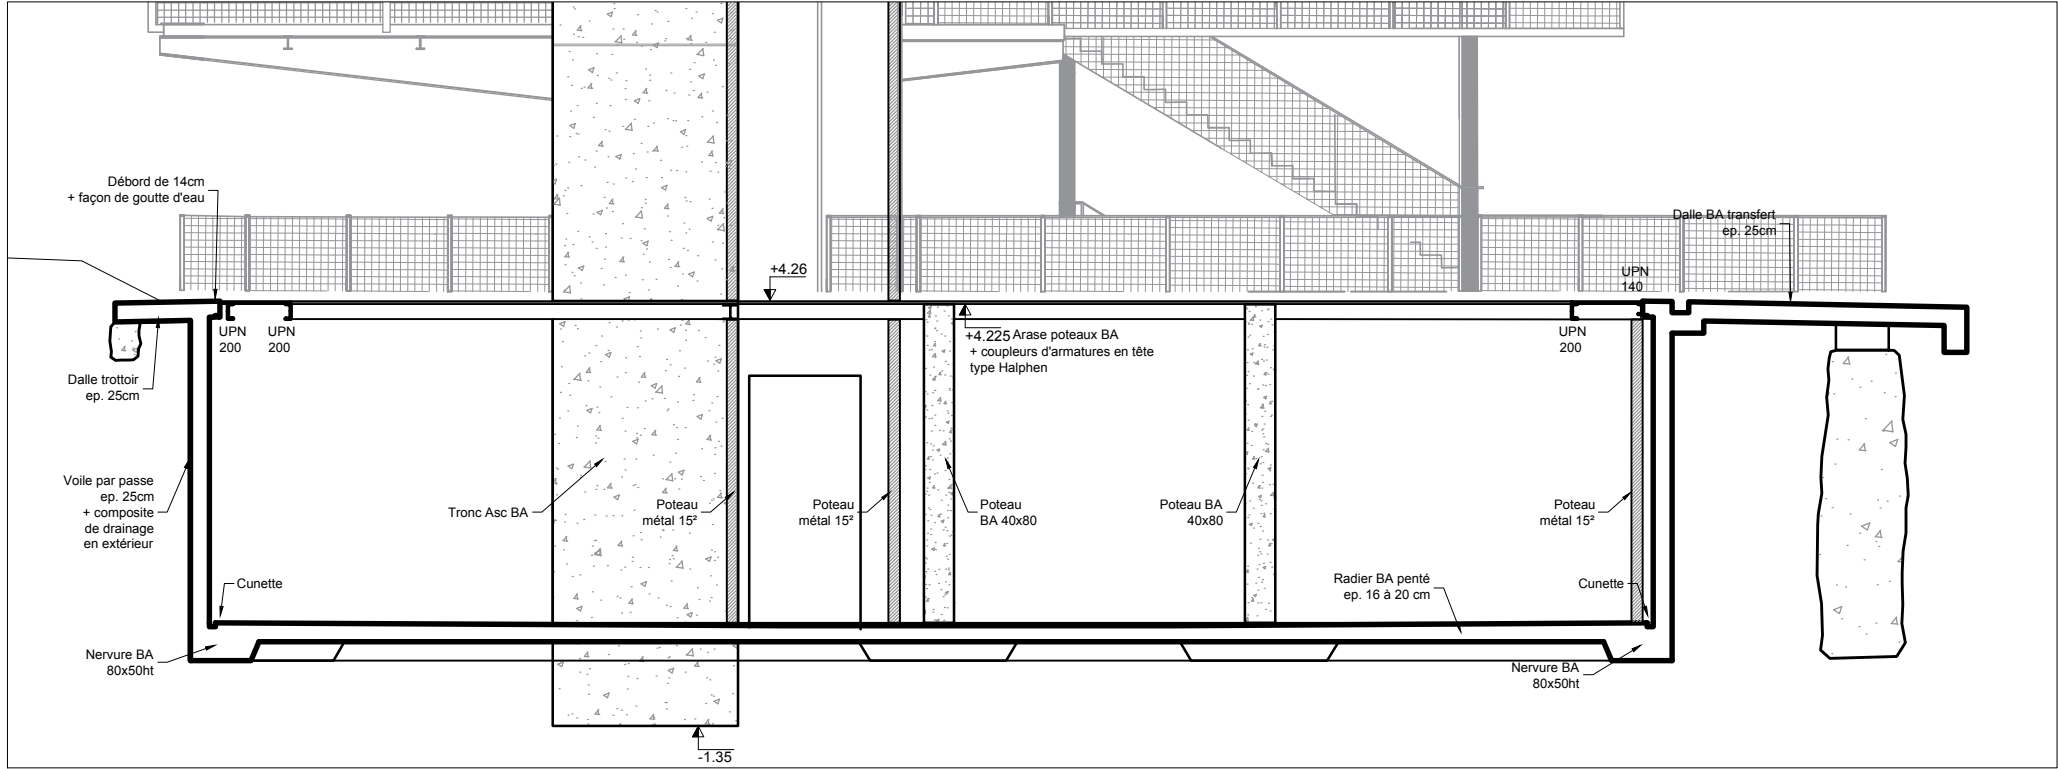 Débord de 14cm
+ façon de goutte d'eau
Dalle BA transfert
ep. 25cm
+4.26
UPN
140
UPN
200
UPN
200
+4.225 Arase poteaux BA
+ coupleurs d'armatures en tête
type Halphen
UPN
200
Dalle trottoir
ep. 25cm
Voile par passe
ep. 25cm
+ composite
de drainage
en extérieur
Tronc Asc BA
Poteau
métal 15²
Poteau
métal 15²
Poteau
BA 40x80
Poteau BA
40x80
Poteau
métal 15²
Cunette
Radier BA penté
ep. 16 à 20 cm
Cunette
Nervure BA
80x50ht
Nervure BA
80x50ht
-1.35